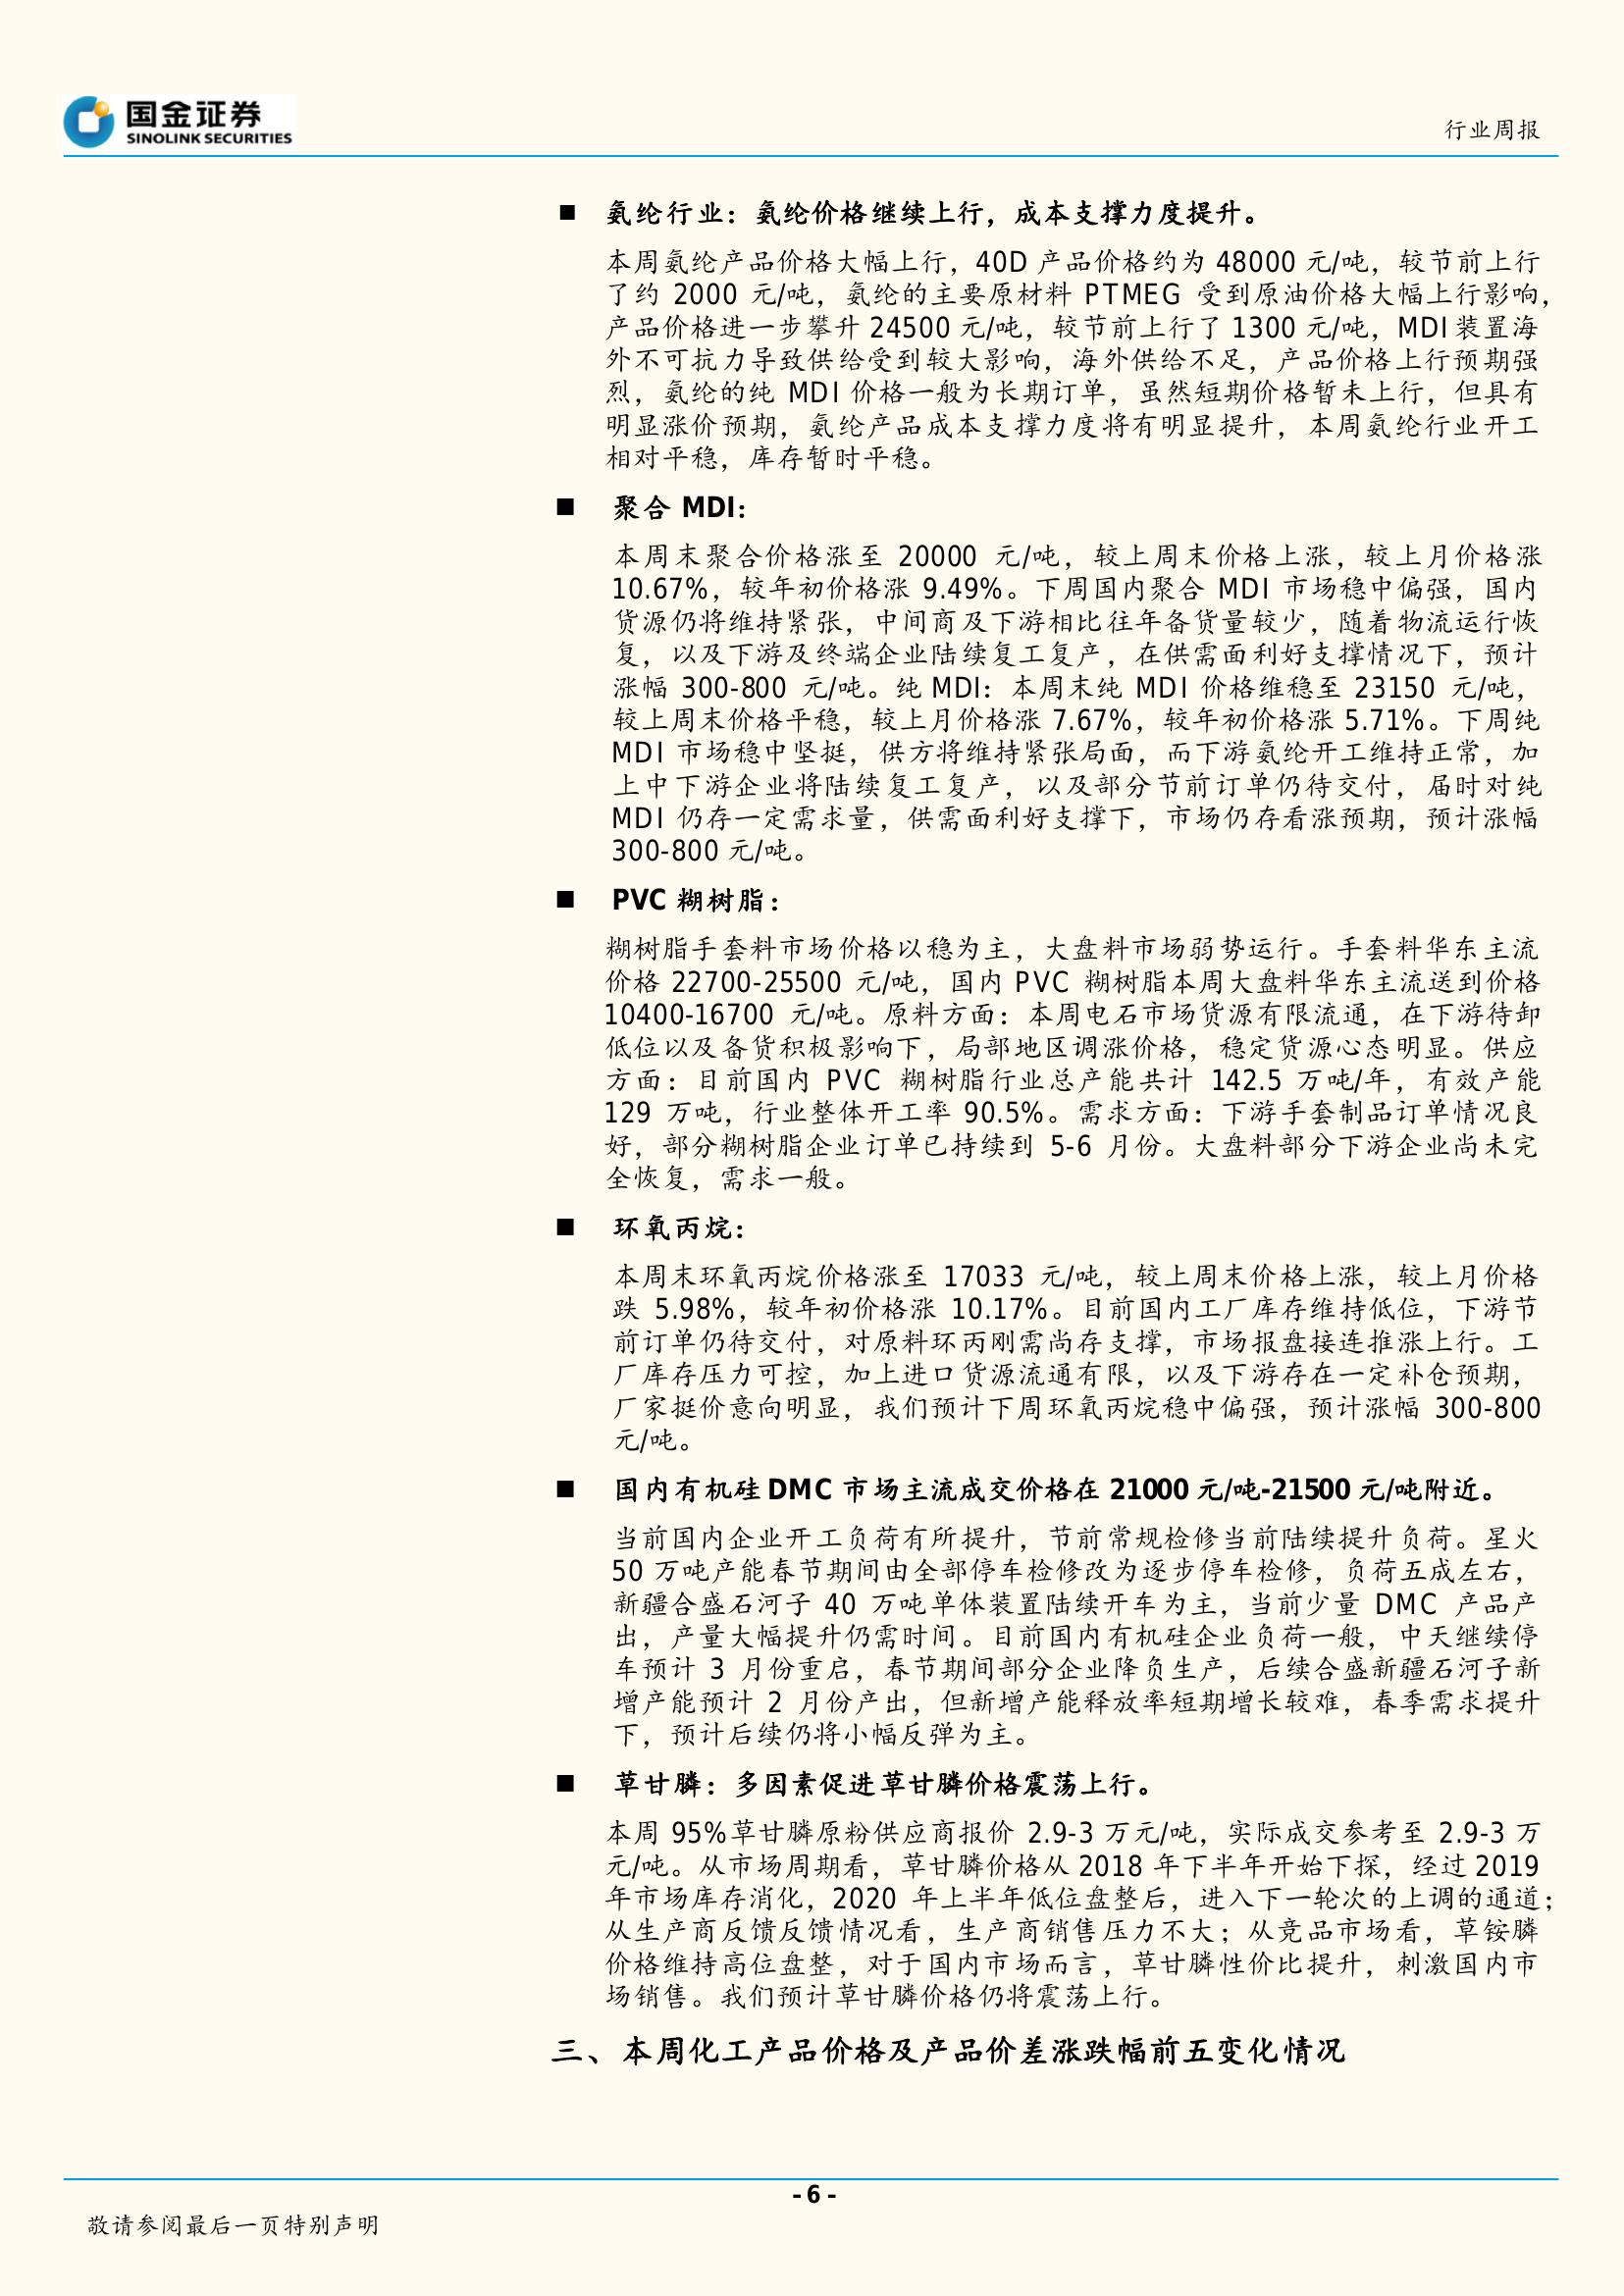 国金证券
SINOLINK SECURITIES
行业周报
■ 氨纶行业：氨纶价格继续上行，成本支撑力度提升。
本周氨纶产品价格大幅上行，40D 产品价格约为 48000 元/吨，较节前上行
了约 2000 元/吨，氨纶的主要原材料 PTMEG 受到原油价格大幅上行影响，
产品价格进一步攀升 24500 元/吨，较节前上行了 1300 元/吨，MDI 装置海
外不可抗力导致供给受到较大影响，海外供给不足，产品价格上行预期强
烈，氨纶的纯 MDI 价格一般为长期订单，虽然短期价格暂未上行，但具有
明显涨价预期，氨纶产品成本支撑力度将有明显提升，本周氨纶行业开工
相对平稳，库存暂时平稳。
■ 聚合 MDI：
本周末聚合价格涨至 20000 元/吨，较上周末价格上涨，较上月价格涨
10.67%，较年初价格涨 9.49%。下周国内聚合 MDI 市场稳中偏强，国内
货源仍将维持紧张，中间商及下游相比往年备货量较少，随着物流运行恢
复，以及下游及终端企业陆续复工复产，在供需面利好支撑情况下，预计
涨幅 300-800 元/吨。纯 MDI：本周末纯 MDI 价格维稳至 23150 元/吨，
较上周末价格平稳，较上月价格涨 7.67%，较年初价格涨 5.71%。下周纯
MDI 市场稳中坚挺，供方将维持紧张局面，而下游氨纶开工维持正常，加
上中下游企业将陆续复工复产，以及部分节前订单仍待交付，届时对纯
MDI 仍存一定需求量，供需面利好支撑下，市场仍存看涨预期，预计涨幅
300-800 元/吨。
■ PVC 糊树脂：
糊树脂手套料市场价格以稳为主，大盘料市场弱势运行。手套料华东主流
价格 22700-25500 元/吨，国内 PVC 糊树脂本周大盘料华东主流送到价格
10400-16700 元/吨。原料方面：本周电石市场货源有限流通，在下游待卸
低位以及备货积极影响下，局部地区调涨价格，稳定货源心态明显。供应
方面：目前国内 PVC 糊树脂行业总产能共计 142.5 万吨/年，有效产能
129 万吨，行业整体开工率 90.5%。需求方面：下游手套制品订单情况良
好，部分糊树脂企业订单已持续到 5-6 月份。大盘料部分下游企业尚未完
全恢复，需求一般。
■ 环氧丙烷：
本周末环氧丙烷价格涨至 17033 元/吨，较上周末价格上涨，较上月价格
跌 5.98%，较年初价格涨 10.17%。目前国内工厂库存维持低位，下游节
前订单仍待交付，对原料环丙刚需尚存支撑，市场报盘接连推涨上行。工
厂库存压力可控，加上进口货源流通有限，以及下游存在一定补仓预期，
厂家挺价意向明显，我们预计下周环氧丙烷稳中偏强，预计涨幅 300-800
元/吨。
■ 国内有机硅 DMC 市场主流成交价格在 21000 元/吨-21500 元/吨附近。
当前国内企业开工负荷有所提升，节前常规检修当前陆续提升负荷。星火
50 万吨产能春节期间由全部停车检修改为逐步停车检修，负荷五成左右，
新疆合盛石河子 40 万吨单体装置陆续开车为主，当前少量 DMC 产品产
出，产量大幅提升仍需时间。目前国内有机硅企业负荷一般，中天继续停
车预计 3 月份重启，春节期间部分企业降负生产，后续合盛新疆石河子新
增产能预计 2 月份产出，但新增产能释放率短期增长较难，春季需求提升
下，预计后续仍将小幅反弹为主。
■ 草甘膦：多因素促进草甘膦价格震荡上行。
本周 95%草甘膦原粉供应商报价 2.9-3 万元/吨，实际成交参考至 2.9-3 万
元/吨。从市场周期看，草甘膦价格从 2018 年下半年开始下探，经过 2019
年市场库存消化，2020 年上半年低位盘整后，进入下一轮次的上调的通道；
从生产商反馈反馈情况看，生产商销售压力不大；从竞品市场看，草铵膦
价格维持高位盘整，对于国内市场而言，草甘膦性价比提升，刺激国内市
场销售。我们预计草甘膦价格仍将震荡上行。
三、本周化工产品价格及产品价差涨跌幅前五变化情况
- 6 -
敬请参阅最后一页特别声明